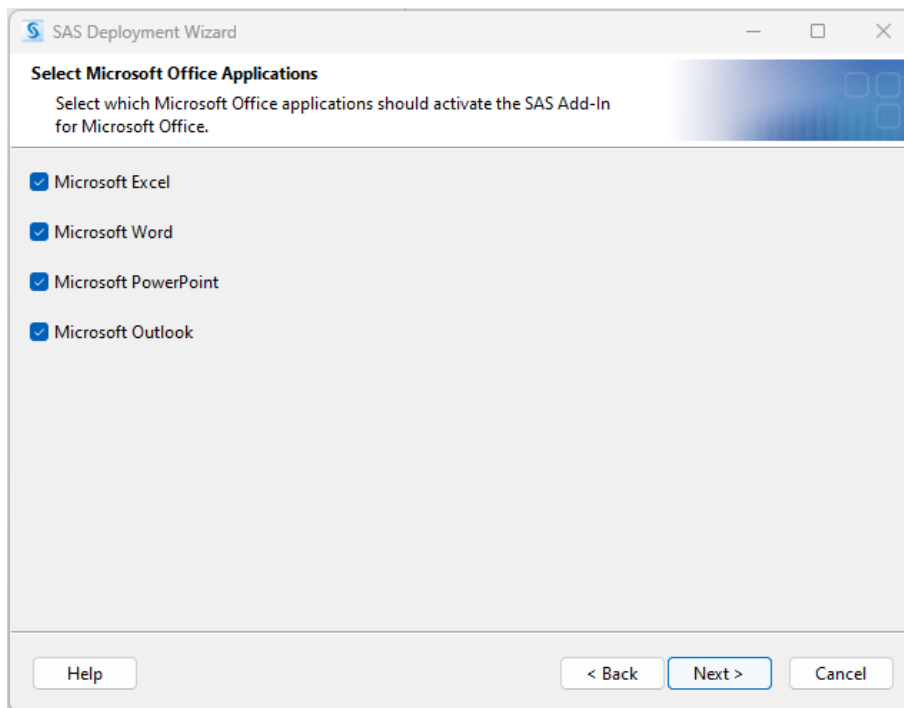 SAS Deployment Wizard
Select Microsoft Office Applications
Select which Microsoft Office applications should activate the SAS Add-In
for Microsoft Office.
Microsoft Excel
Microsoft Word
Microsoft PowerPoint
Microsoft Outlook
Help
< Back
Next >
Cancel